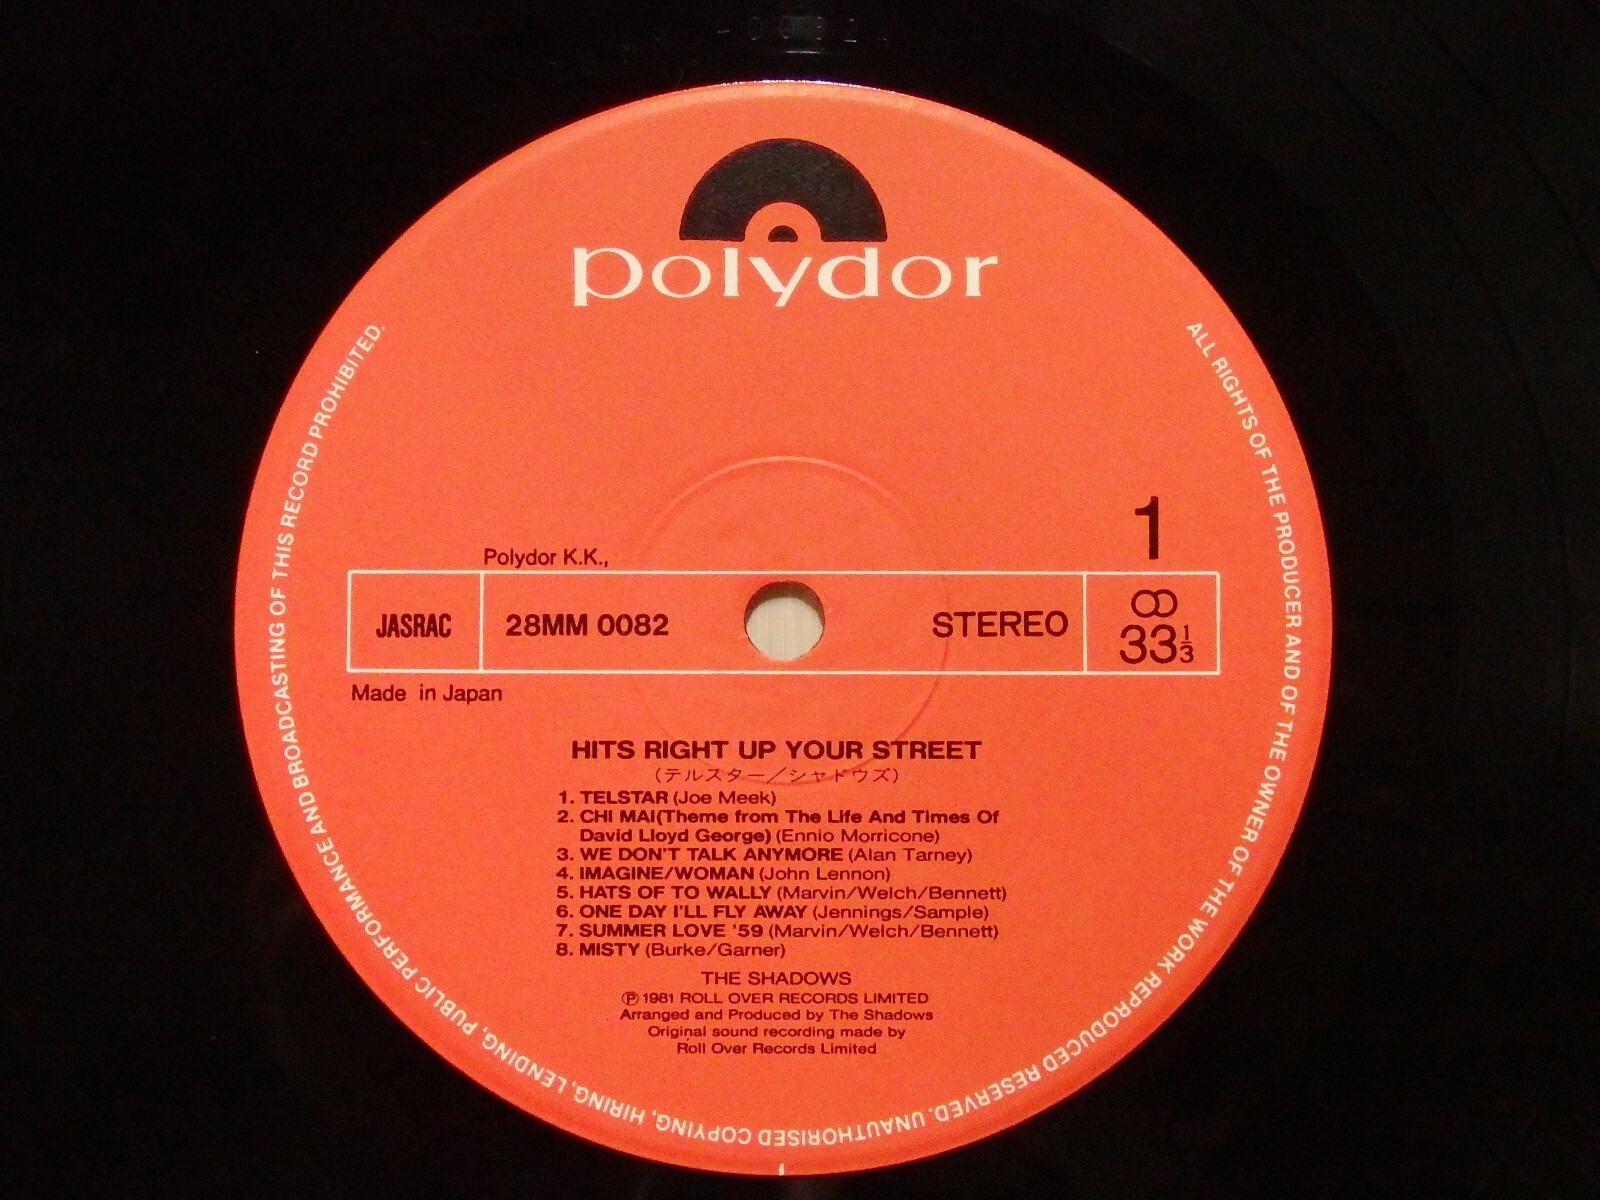 polydor
1
Polydor K.K.,
JASRAC
28MM 0082
STEREO
33 1/3
Made in Japan
HITS RIGHT UP YOUR STREET
(テルスター/シャドウズ)
1. TELSTAR (Joe Meek)
2. CHI MAI(Theme from The Life And Times Of
David Lloyd George) (Ennio Morricone)
3. WE DON'T TALK ANYMORE (Alan Tarney)
4. IMAGINE/WOMAN (John Lennon)
5. HATS OF TO WALLY (Marvin/Welch/Bennett)
6. ONE DAY I'LL FLY AWAY (Jennings/Sample)
7. SUMMER LOVE '59 (Marvin/Welch/Bennett)
8. MISTY (Burke/Garner)
THE SHADOWS
℗ 1981 ROLL OVER RECORDS LIMITED
Arranged and Produced by The Shadows
Original sound recording made by
Roll Over Records Limited
ALL RIGHTS OF THE PRODUCER AND OF THE OWNER OF THE WORK REPRODUCED RESERVED. UNAUTHORISED COPYING, HIRING, LENDING, PUBLIC PERFORMANCE AND BROADCASTING OF THIS RECORD PROHIBITED.